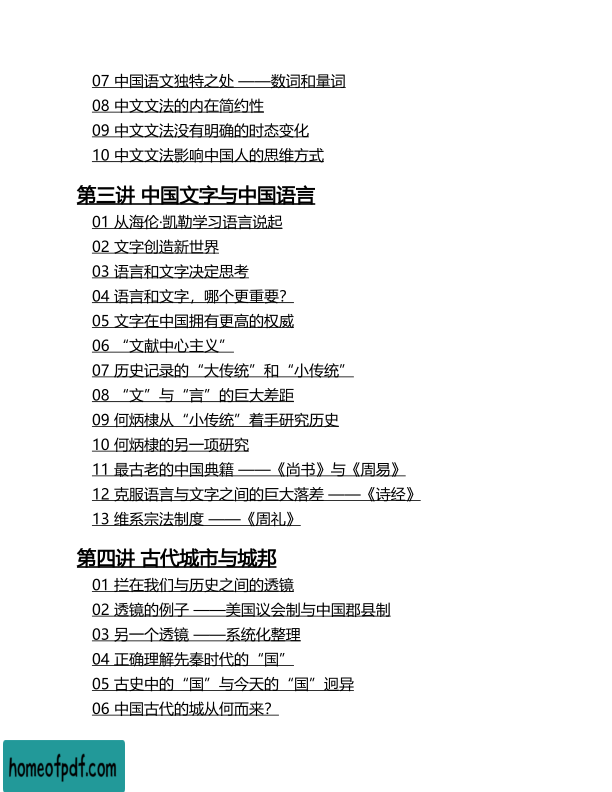 07 中国语文独特之处 ——数词和量词
08 中文文法的内在简约性
09 中文文法没有明确的时态变化
10 中文文法影响中国人的思维方式
第三讲 中国文字与中国语言
01 从海伦·凯勒学习语言说起
02 文字创造新世界
03 语言和文字决定思考
04 语言和文字，哪个更重要？
05 文字在中国拥有更高的权威
06 “文献中心主义”
07 历史记录的“大传统”和“小传统”
08 “文”与“言”的巨大差距
09 何炳棣从“小传统”着手研究历史
10 何炳棣的另一项研究
11 最古老的中国典籍 ——《尚书》与《周易》
12 克服语言与文字之间的巨大落差 ——《诗经》
13 维系宗法制度 ——《周礼》
第四讲 古代城市与城邦
01 拦在我们与历史之间的透镜
02 透镜的例子 ——美国议会制与中国郡县制
03 另一个透镜 ——系统化整理
04 正确理解先秦时代的“国”
05 古史中的“国”与今天的“国”迥异
06 中国古代的城从何而来？
homeofpdf.com